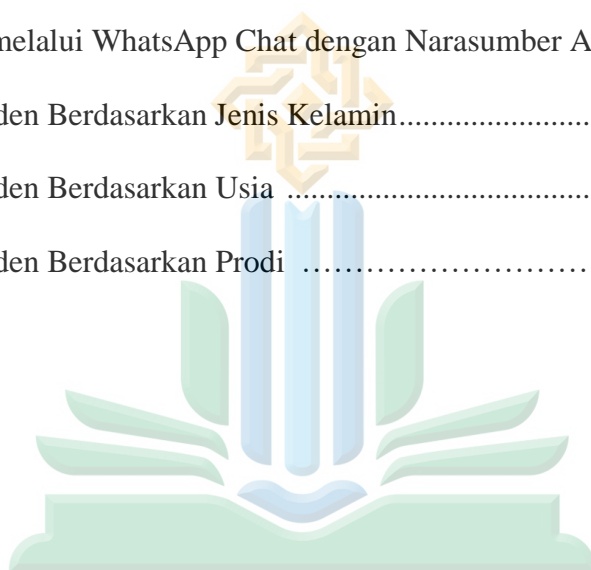 melalui WhatsApp Chat dengan Narasumber A
den Berdasarkan Jenis Kelamin.......................
den Berdasarkan Usia .....................................
den Berdasarkan Prodi ...........................